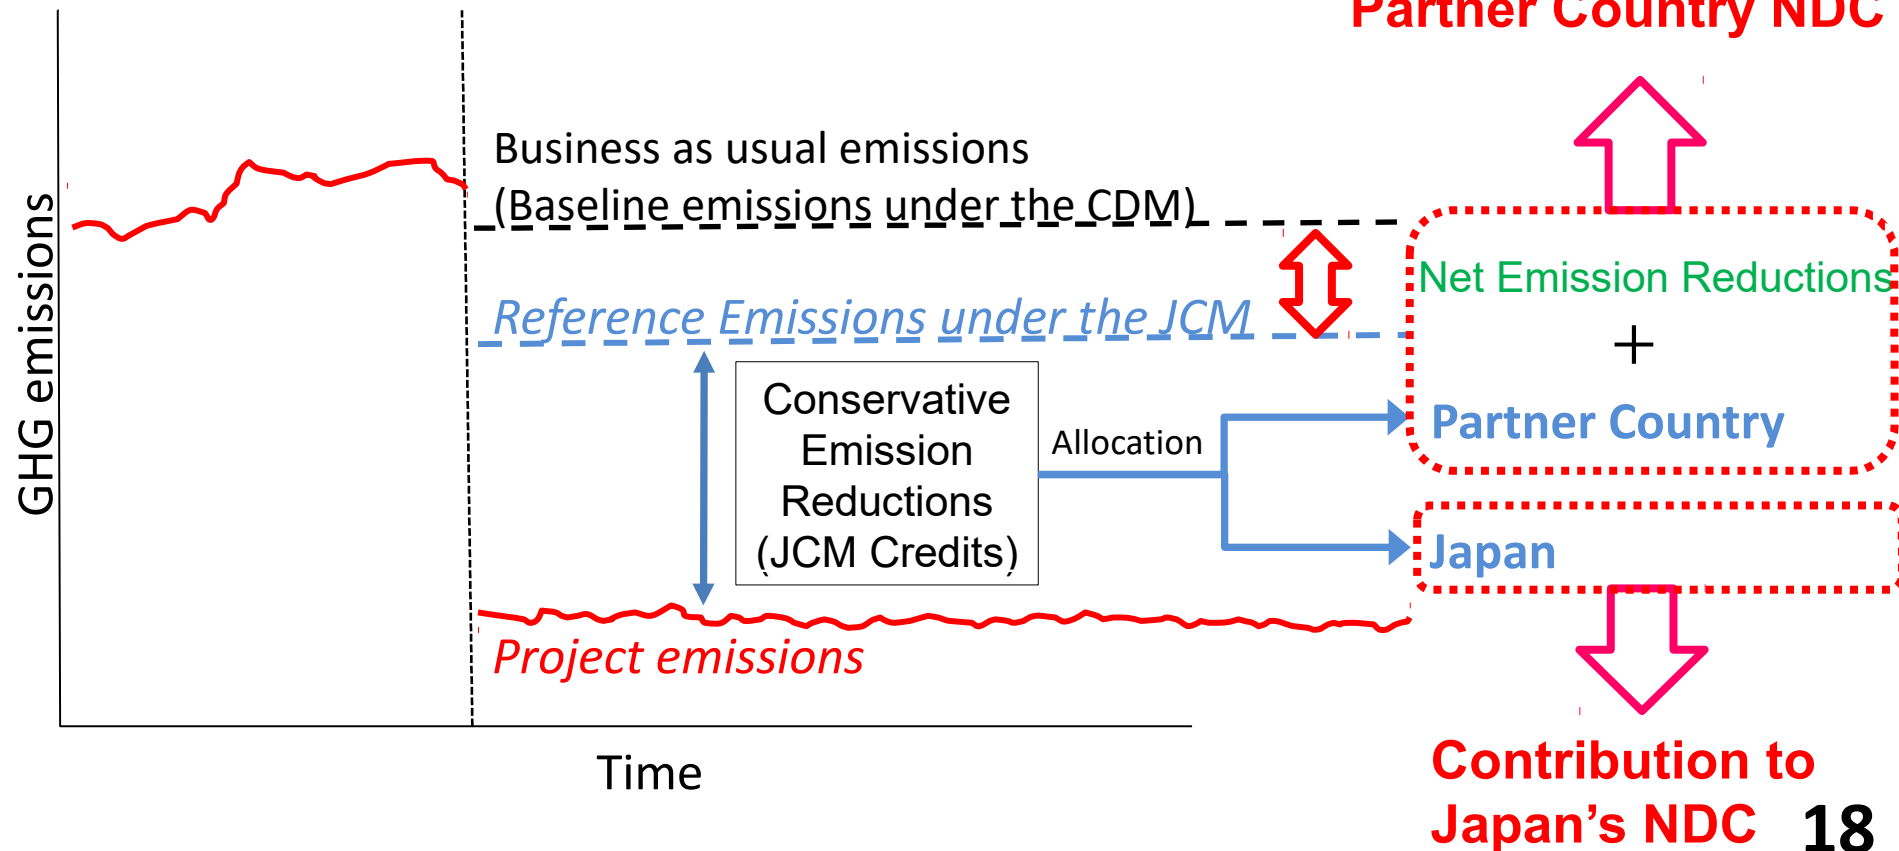 Partner Country NDC
Business as usual emissions
(Baseline emissions under the CDM)
Net Emission Reductions
Reference Emissions under the JCM
+
Conservative
Emission
Reductions
(JCM Credits)
Allocation
Partner Country
Japan
Project emissions
GHG emissions
Time
Contribution to
Japan’s NDC
18